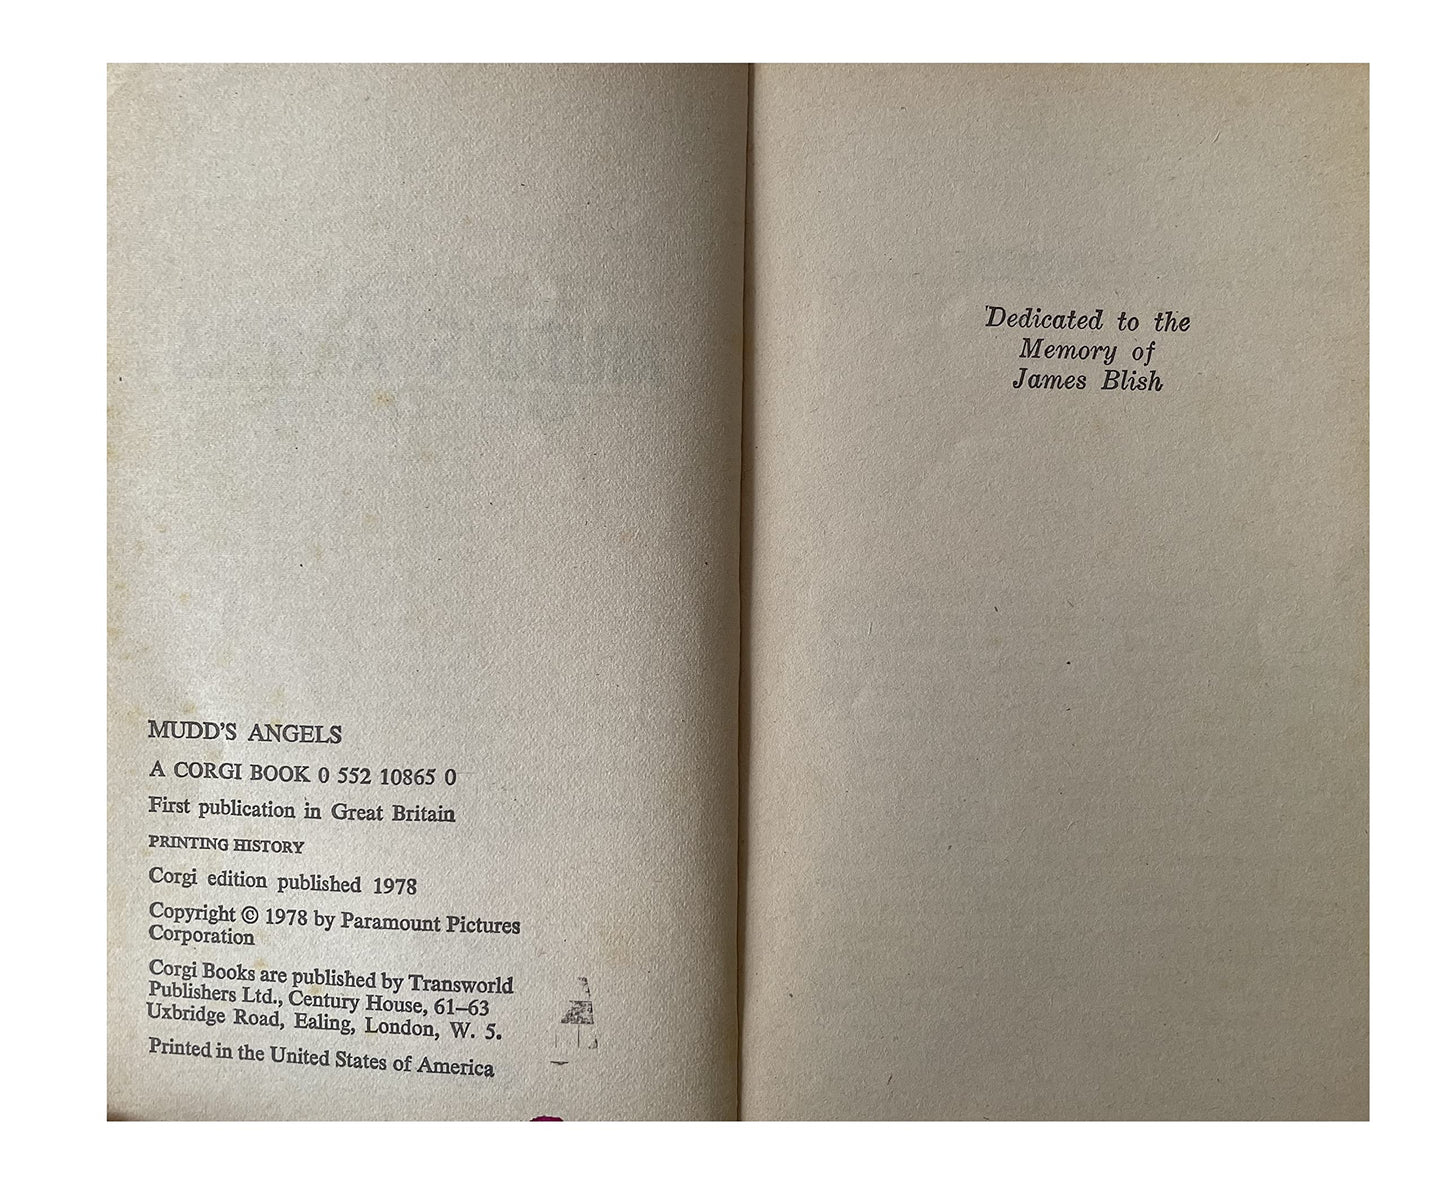 MUDD'S ANGELS
A CORGI BOOK 0 552 10865 0
First publication in Great Britain
PRINTING HISTORY
Corgi edition published 1978
Copyright © 1978 by Paramount Pictures
Corporation
Corgi Books are published by Transworld
Publishers Ltd., Century House, 61–63
Uxbridge Road, Ealing, London, W. 5.
Printed in the United States of America
Dedicated to the
Memory of
James Blish